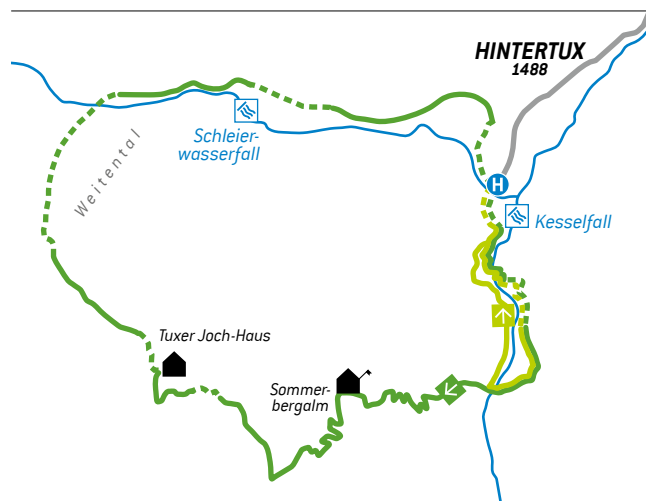 HINTERTUX
1488
Schleier-
wasserfall
Weitental
H
Kesselfall
Tuxer Joch-Haus
Sommer-
bergalm